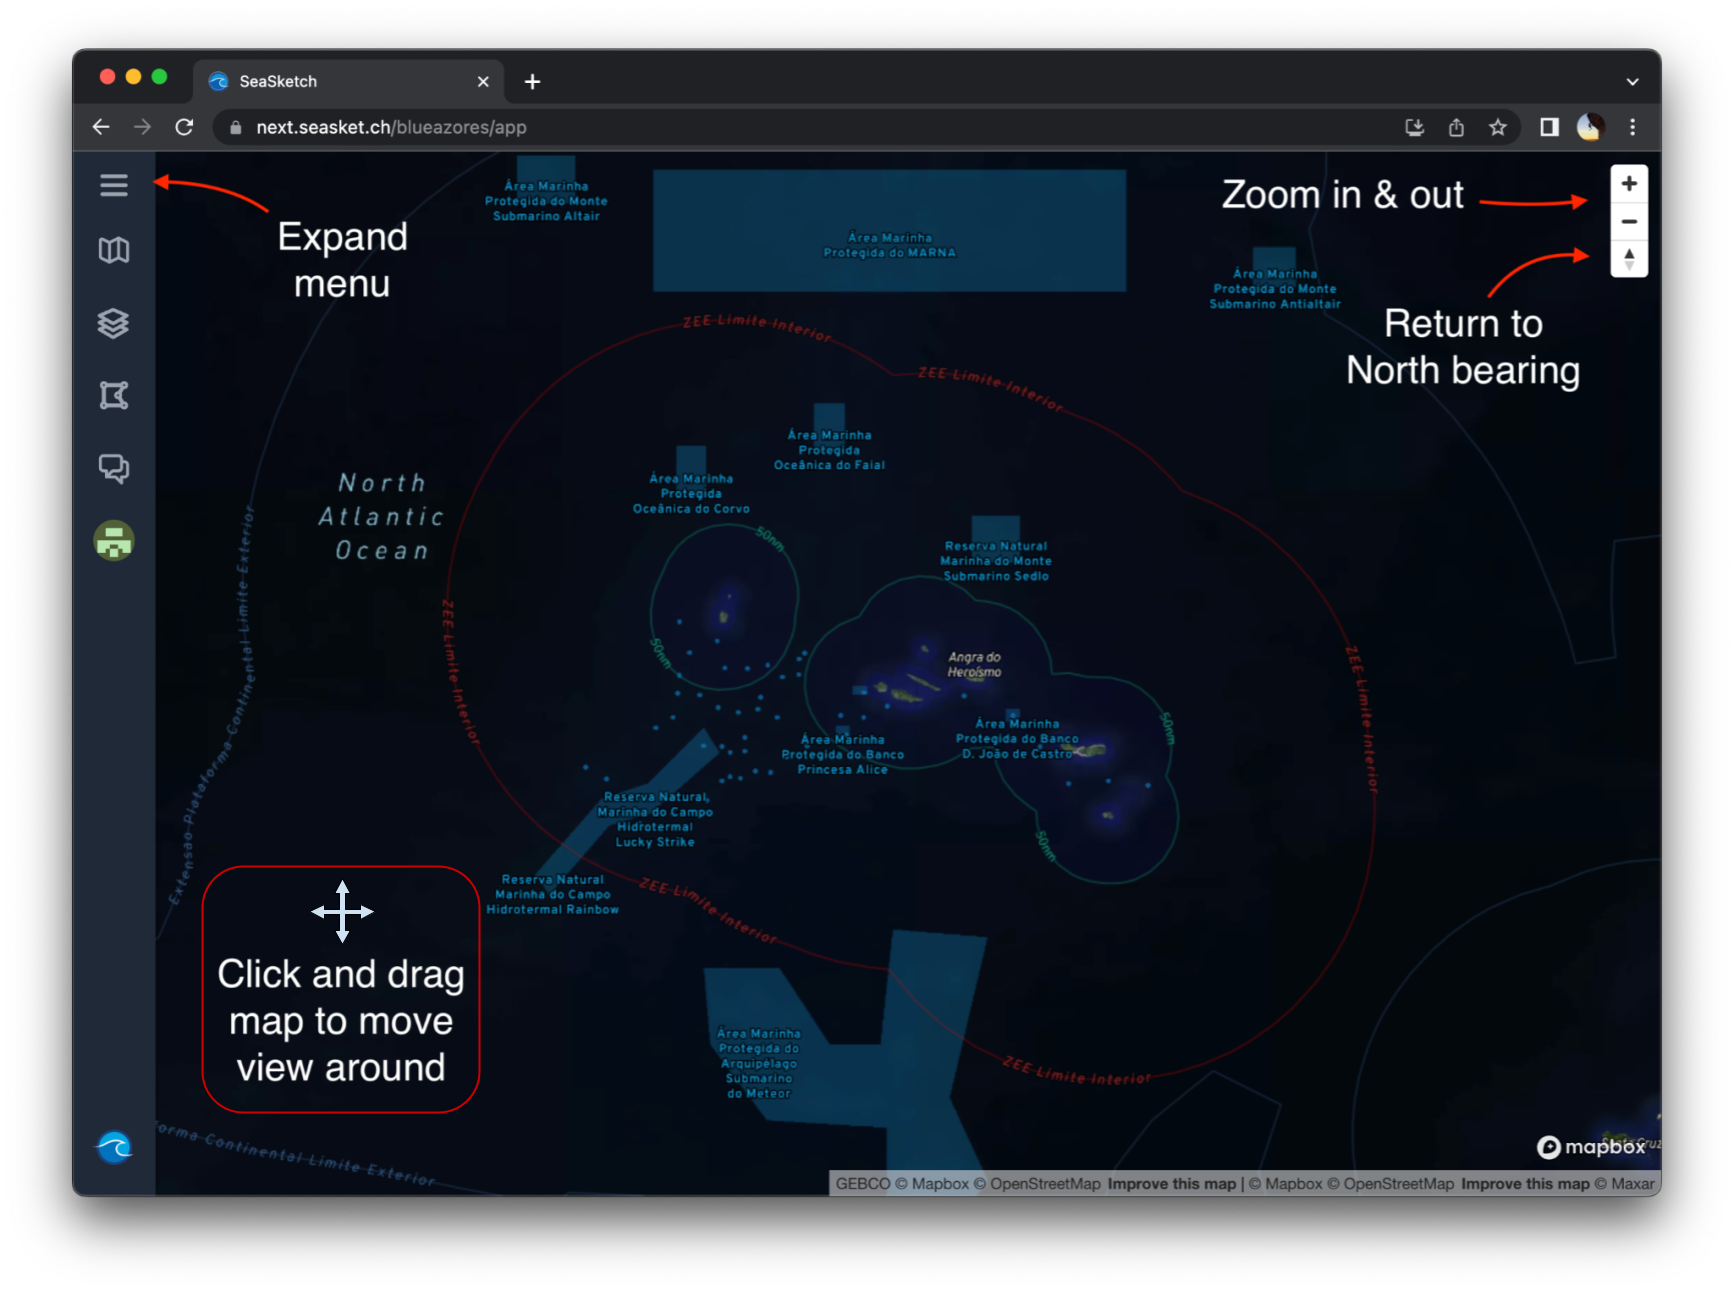 SeaSketch
next.seasket.ch/blueazores/app
Expand
menu
Zoom in & out
Return to
North bearing
Área Marinha
Protegida do Monte
Submarino Altair
Área Marinha
Protegida do MARNA
Área Marinha
Protegida do Monte
Submarino Antialtair
ZEE Limite Interior
ZEE Limite Interior
Área Marinha
Protegida
Oceânica do Faial
Área Marinha
Protegida
Oceânica do Corvo
North
Atlantic
Ocean
50nm
Reserva Natural
Marinha do Monte
Submarino Sedlo
Extensão Plataforma Continental Limite Exterior
ZEE Limite Interior
50nm
Angra do
Heroísmo
ZEE Limite Interior
50nm
Área Marinha
Protegida do Banco
D. João de Castro
Área Marinha
Protegida do Banco
Princesa Alice
Reserva Natural
Marinha do Campo
Hidrotermal
Lucky Strike
50nm
Reserva Natural
Marinha do Campo
Hidrotermal Rainbow
ZEE Limite Interior
Click and drag
map to move
view around
Área Marinha
Protegida do
Arquipélago
Submarino
do Meteor
ZEE Limite Interior
orma Continental Limite Exterior
mapbox
GEBCO © Mapbox © OpenStreetMap Improve this map | © Mapbox © OpenStreetMap Improve this map © Maxar